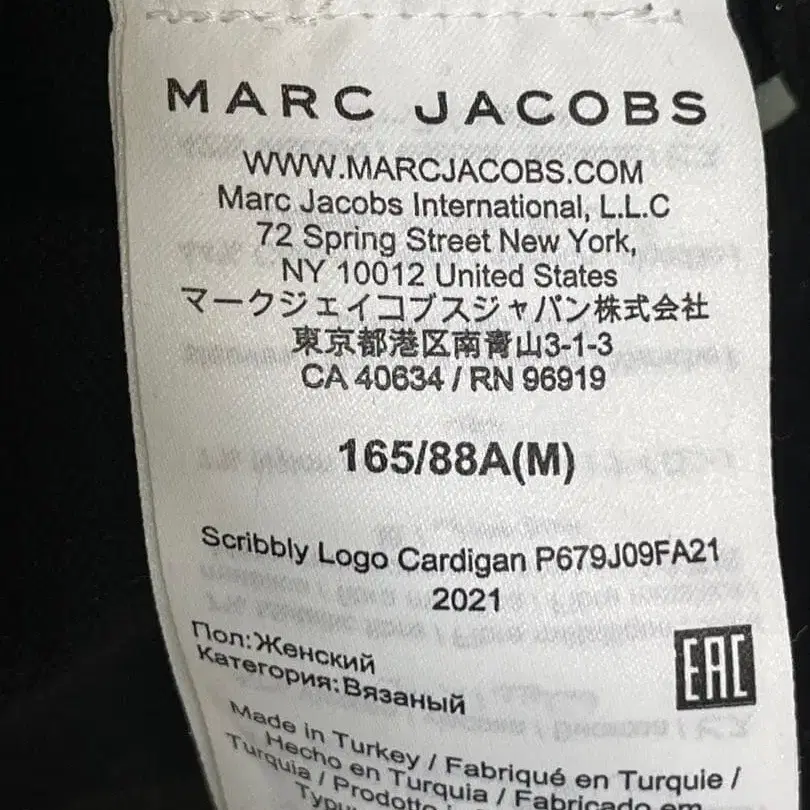 MARC JACOBS
WWW.MARCJACOBS.COM
Marc Jacobs International, L.L.C
72 Spring Street New York,
NY 10012 United States
マークジェイコブスジャパン株式会社
東京都港区南青山3-1-3
CA 40634 / RN 96919
165/88A(M)
Scribbly Logo Cardigan P679J09FA21
2021
Пол:Женский
Категория:Вязаный
EAC
Made in Turkey / Fabriqué en Turquie /
Hecho en Turquia / Fabricado em
Turquia / Prodotto